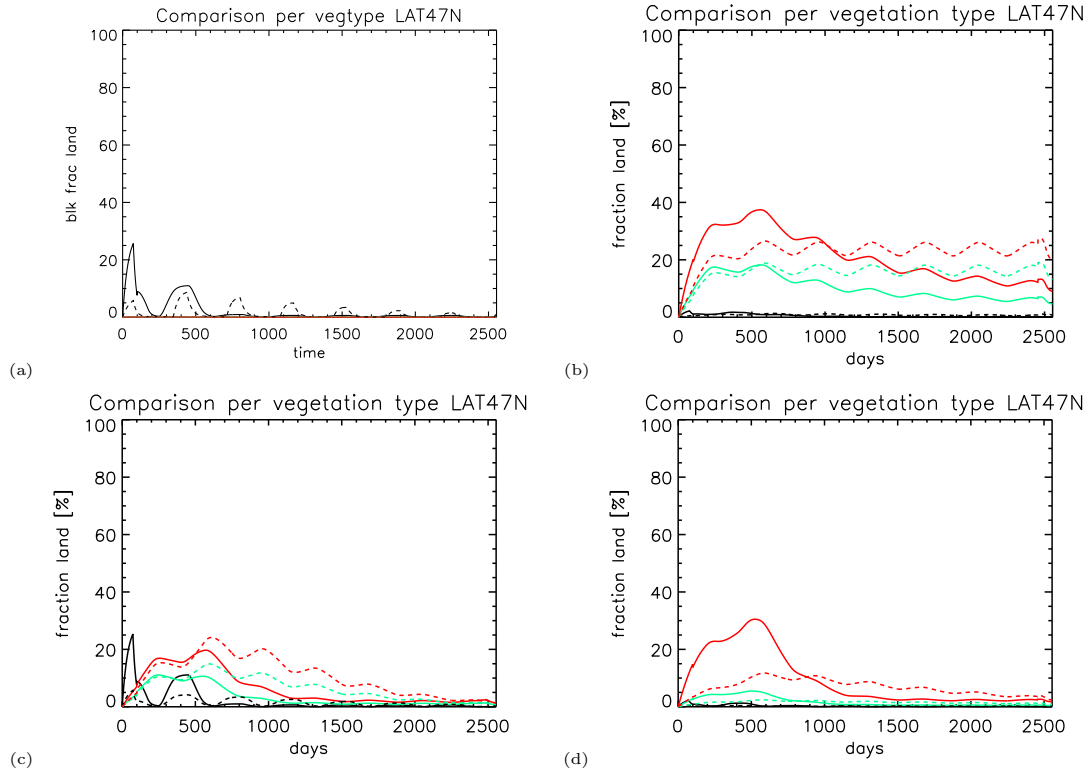 Comparison per vegtype LAT47N
100
80
60
40
20
0
blk frac land
0 500 1000 1500 2000 2500
time
(a)
Comparison per vegetation type LAT47N
100
80
60
40
20
0
fraction land [%]
0 500 1000 1500 2000 2500
days
(b)
Comparison per vegetation type LAT47N
100
80
60
40
20
0
fraction land [%]
0 500 1000 1500 2000 2500
days
(c)
Comparison per vegetation type LAT47N
100
80
60
40
20
0
fraction land [%]
0 500 1000 1500 2000 2500
days
(d)